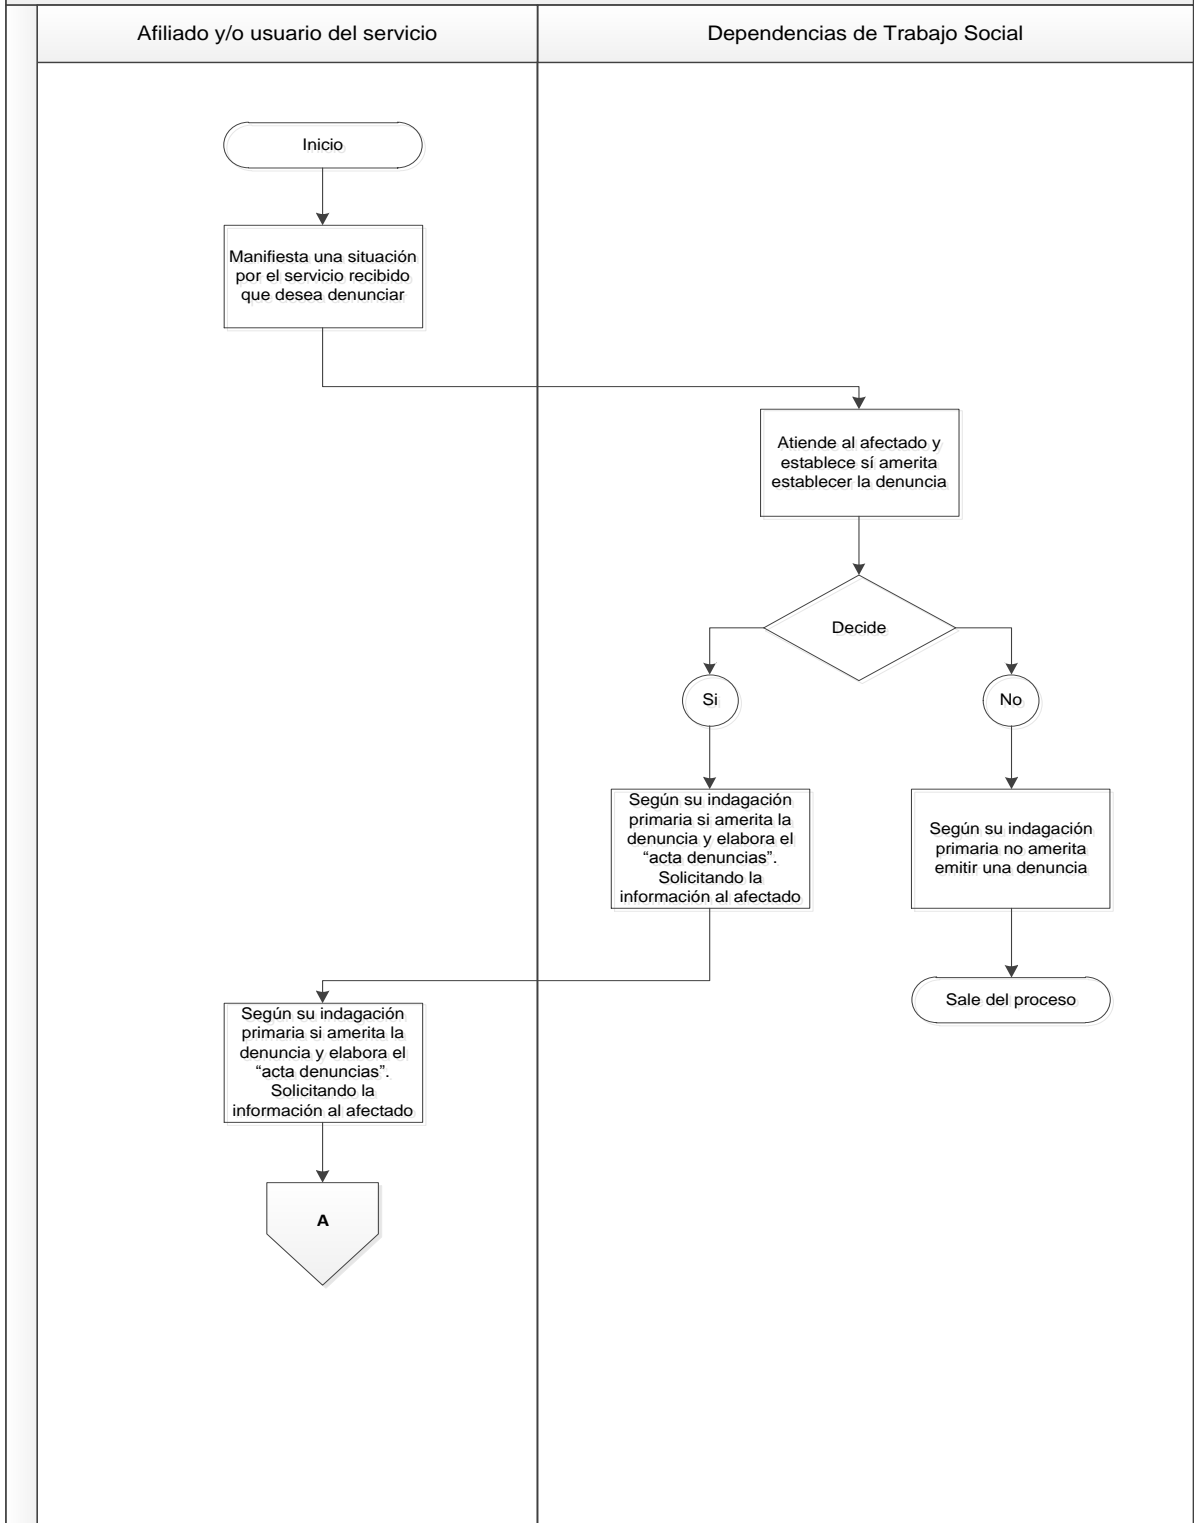 Afiliado y/o usuario del servicio
Dependencias de Trabajo Social
Inicio
Manifiesta una situación
por el servicio recibido
que desea denunciar
Atiende al afectado y
establece sí amerita
establecer la denuncia
Decide
Si
No
Según su indagación
primaria si amerita la
denuncia y elabora el
“acta denuncias”.
Solicitando la
información al afectado
Según su indagación
primaria no amerita
emitir una denuncia
Sale del proceso
Según su indagación
primaria si amerita la
denuncia y elabora el
“acta denuncias”.
Solicitando la
información al afectado
A